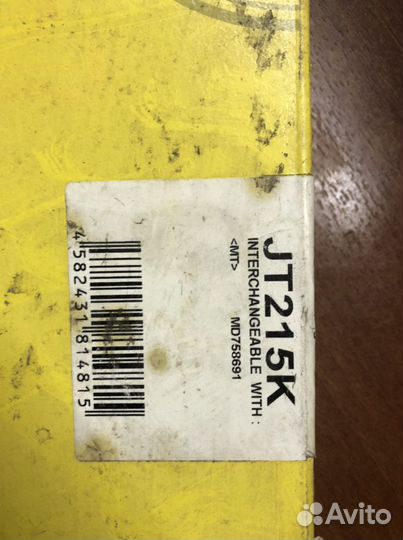 JT215K
INTERCHANGEABLE WITH :
<MT> MD758691
4 582431 814815
Avito